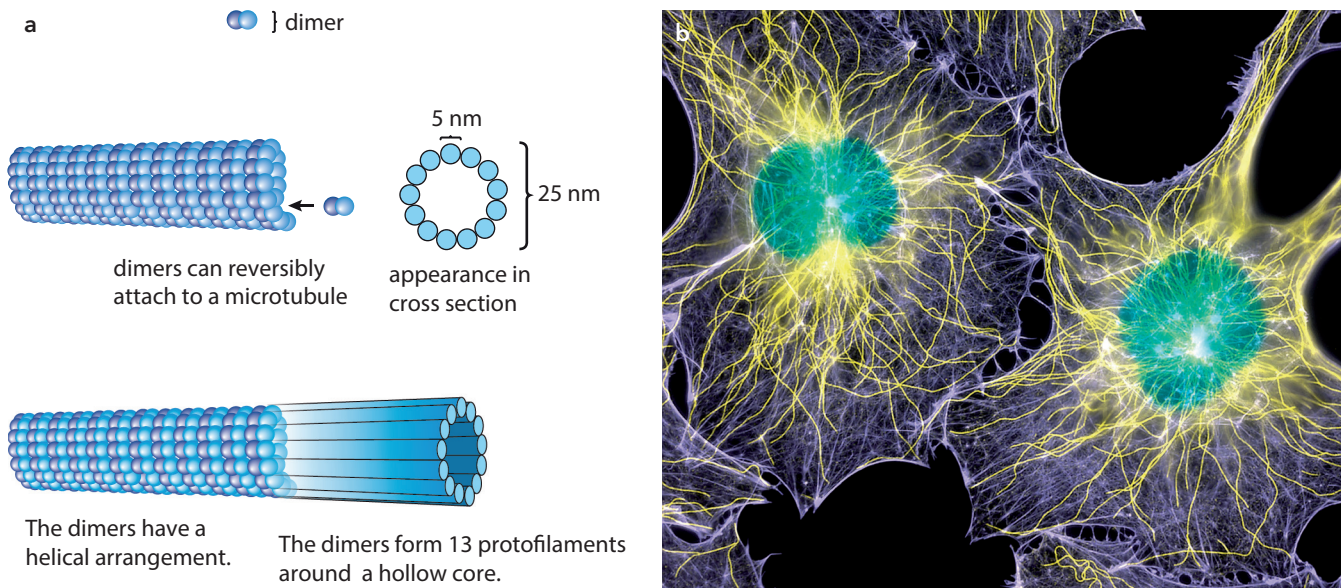 a
dimer
5 nm
25 nm
dimers can reversibly
attach to a microtubule
appearance in
cross section
The dimers have a
helical arrangement.
The dimers form 13 protofilaments
around a hollow core.
b